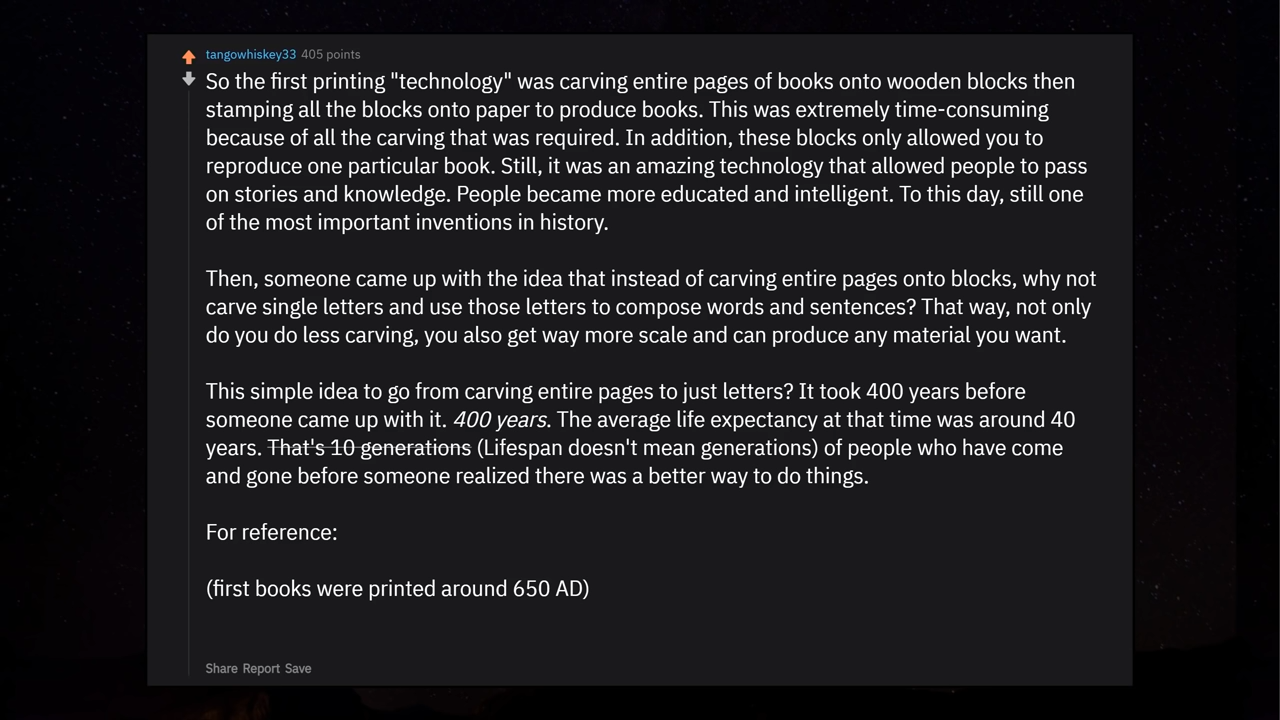 tangowhiskey33 405 points
So the first printing "technology" was carving entire pages of books onto wooden blocks then
stamping all the blocks onto paper to produce books. This was extremely time-consuming
because of all the carving that was required. In addition, these blocks only allowed you to
reproduce one particular book. Still, it was an amazing technology that allowed people to pass
on stories and knowledge. People became more educated and intelligent. To this day, still one
of the most important inventions in history.
Then, someone came up with the idea that instead of carving entire pages onto blocks, why not
carve single letters and use those letters to compose words and sentences? That way, not only
do you do less carving, you also get way more scale and can produce any material you want.
This simple idea to go from carving entire pages to just letters? It took 400 years before
someone came up with it. 400 years. The average life expectancy at that time was around 40
years. That's 10 generations (Lifespan doesn't mean generations) of people who have come
and gone before someone realized there was a better way to do things.
For reference:
(first books were printed around 650 AD)
Share Report Save